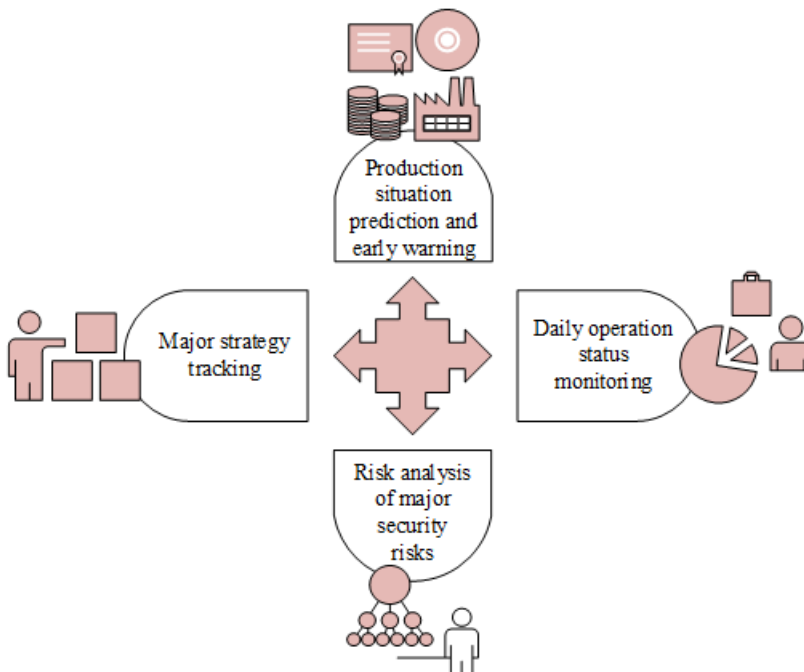 Production
situation
prediction and
early warning
Major strategy
tracking
Daily operation
status
monitoring
Risk analysis
of major
security
risks